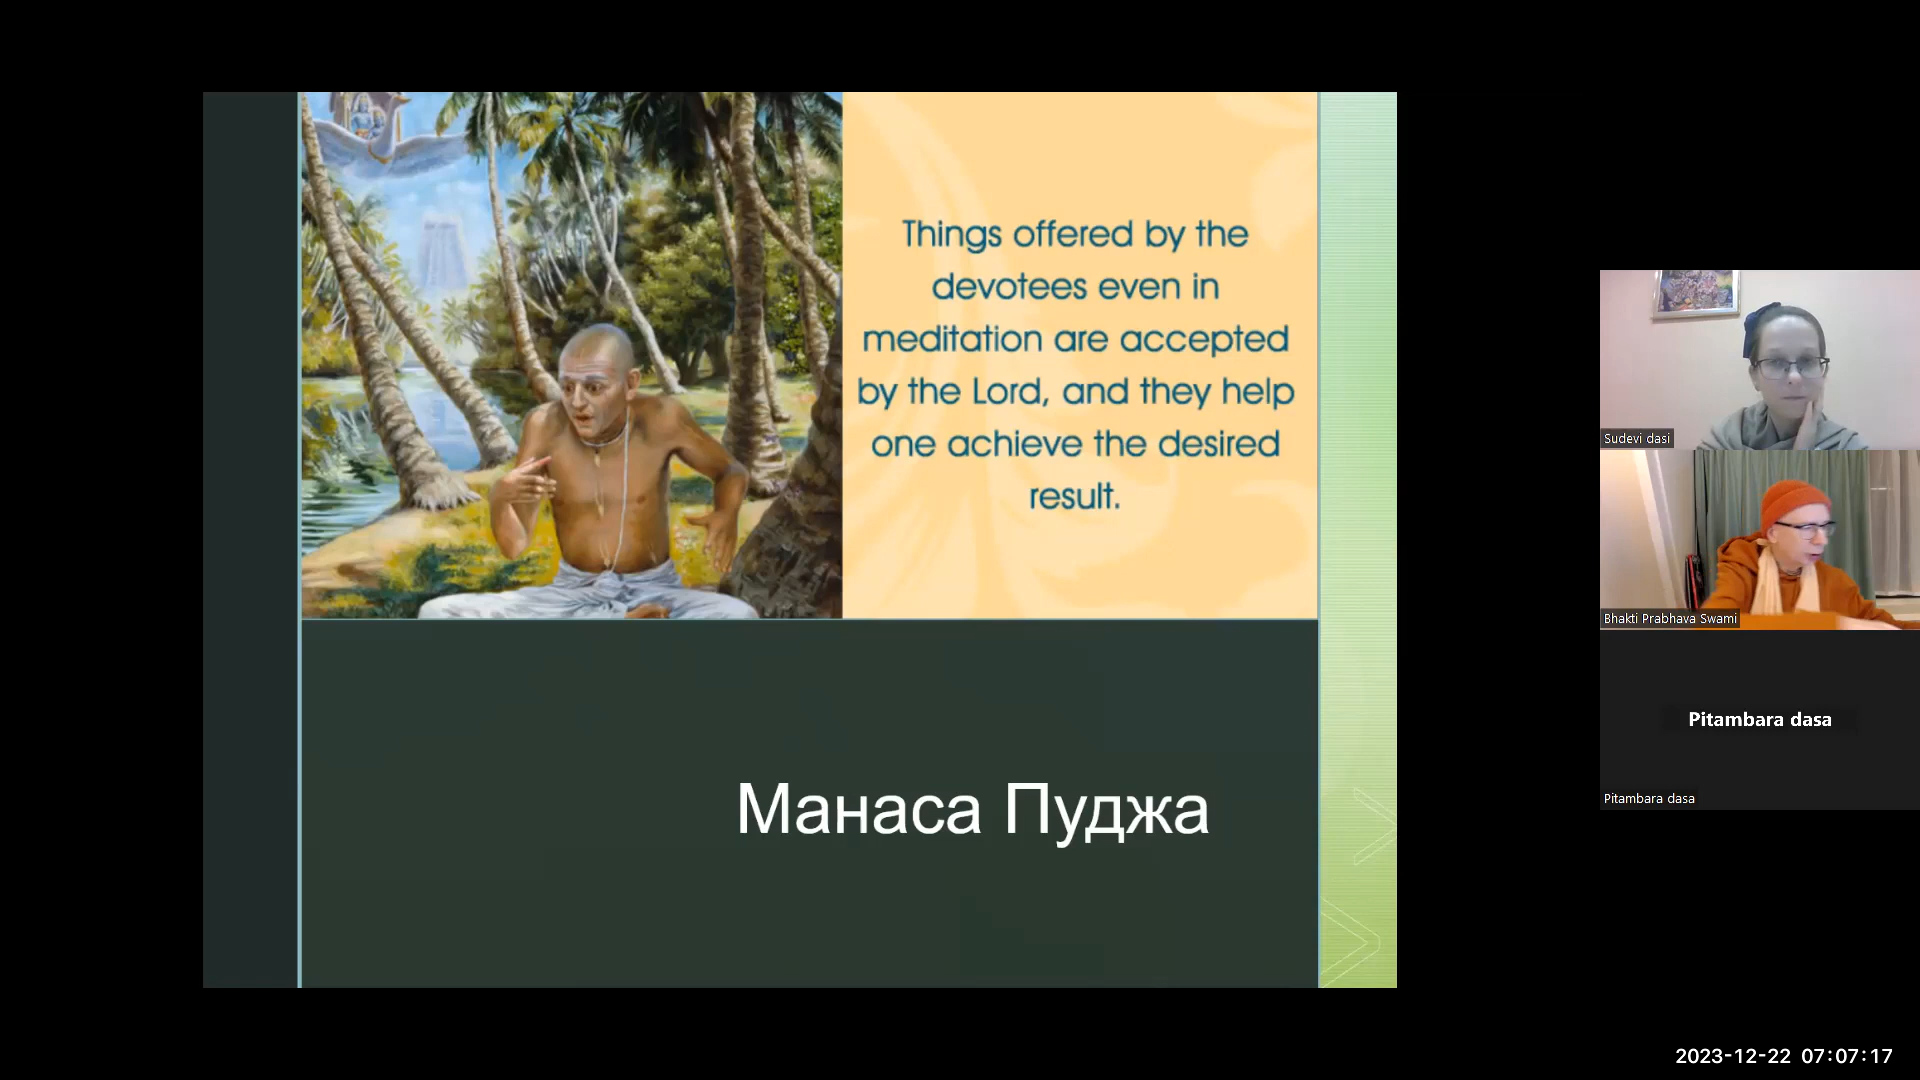 Things offered by the
devotees even in
meditation are accepted
by the Lord, and they help
one achieve the desired
result.
Манаса Пуджа
Sudevi dasi
Bhakti Prabhava Swami
Pitambara dasa
Pitambara dasa
2023-12-22 07:07:17